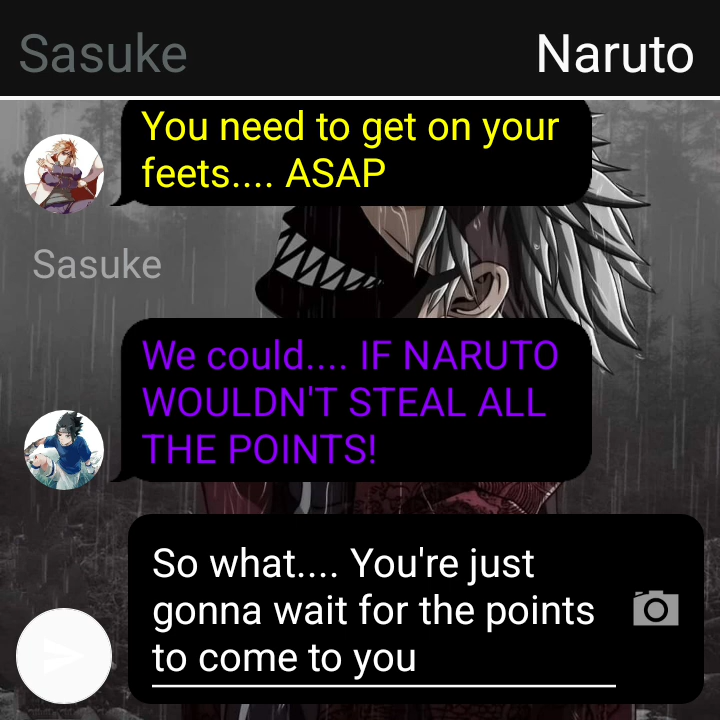 Sasuke
Naruto
You need to get on your
feets.... ASAP
Sasuke
We could.... IF NARUTO
WOULDN'T STEAL ALL
THE POINTS!
So what.... You're just
gonna wait for the points
to come to you